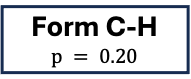 Form C-H
p = 0.20